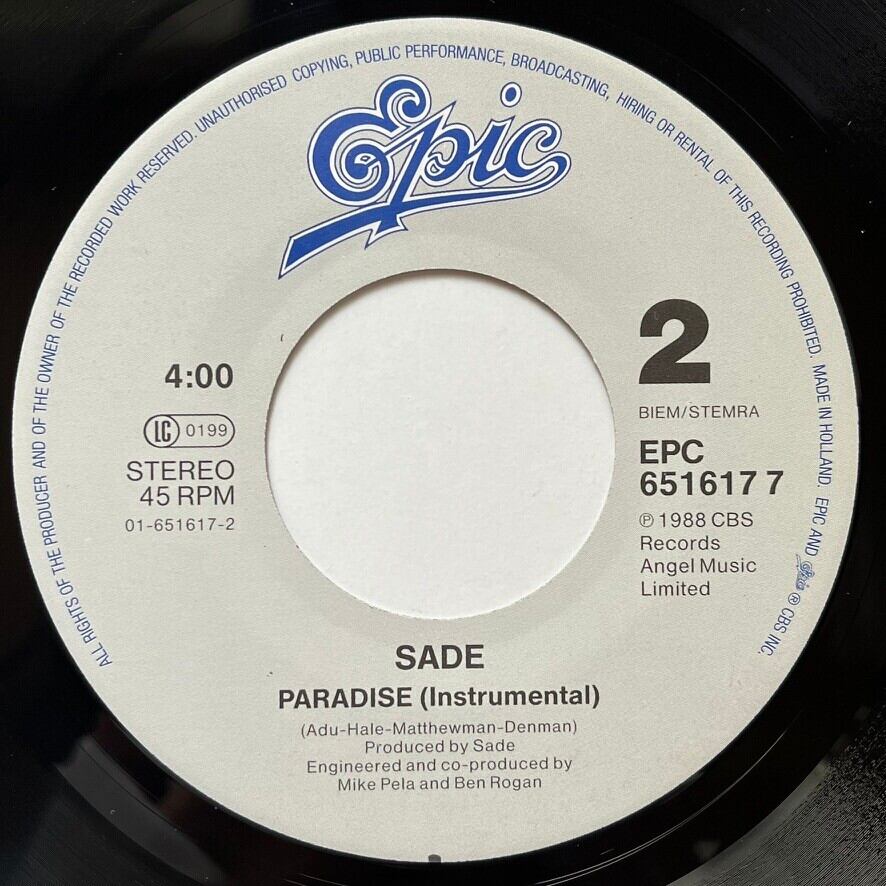 ALL RIGHTS OF THE PRODUCER AND OF THE OWNER OF THE RECORDED WORK RESERVED. UNAUTHORISED COPYING, PUBLIC PERFORMANCE, BROADCASTING, HIRING OR RENTAL OF THIS RECORDING PROHIBITED. MADE IN HOLLAND. EPIC AND Epic ® CBS INC.
Epic
4:00
LC 0199
STEREO
45 RPM
01-651617-2
2
BIEM/STEMRA
EPC
651617 7
℗ 1988 CBS
Records
Angel Music
Limited
SADE
PARADISE (Instrumental)
(Adu-Hale-Matthewman-Denman)
Produced by Sade
Engineered and co-produced by
Mike Pela and Ben Rogan